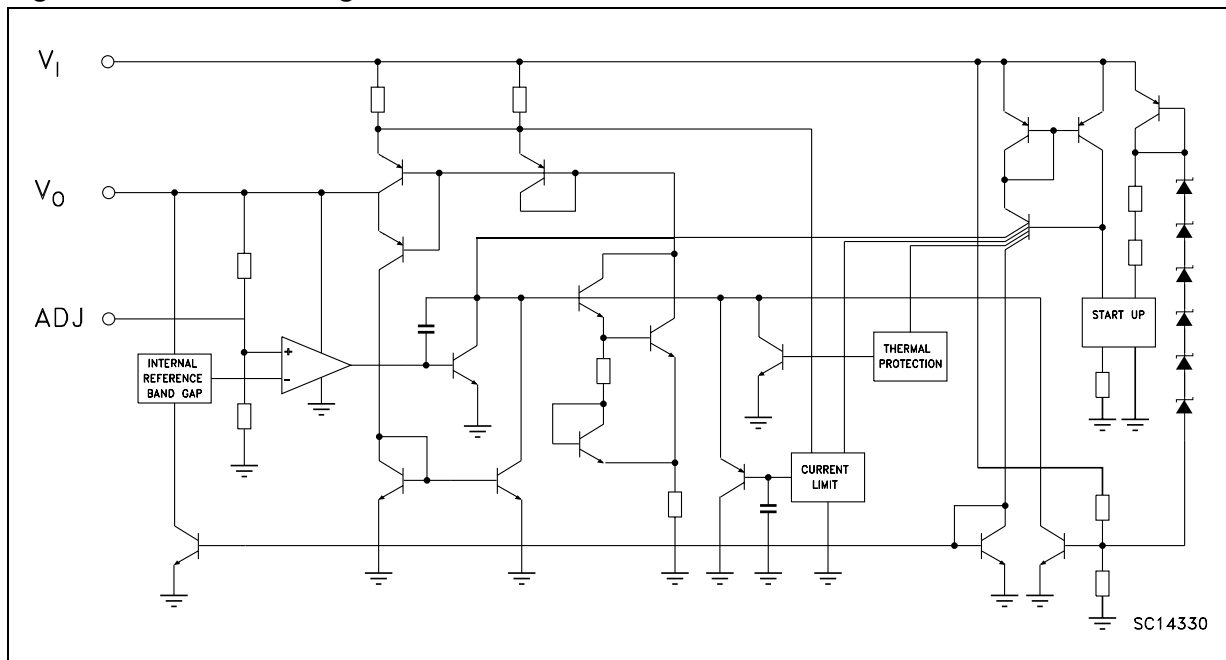 V_I
V_O
ADJ
INTERNAL
REFERENCE
BAND GAP
+
−
THERMAL
PROTECTION
START UP
CURRENT
LIMIT
SC14330